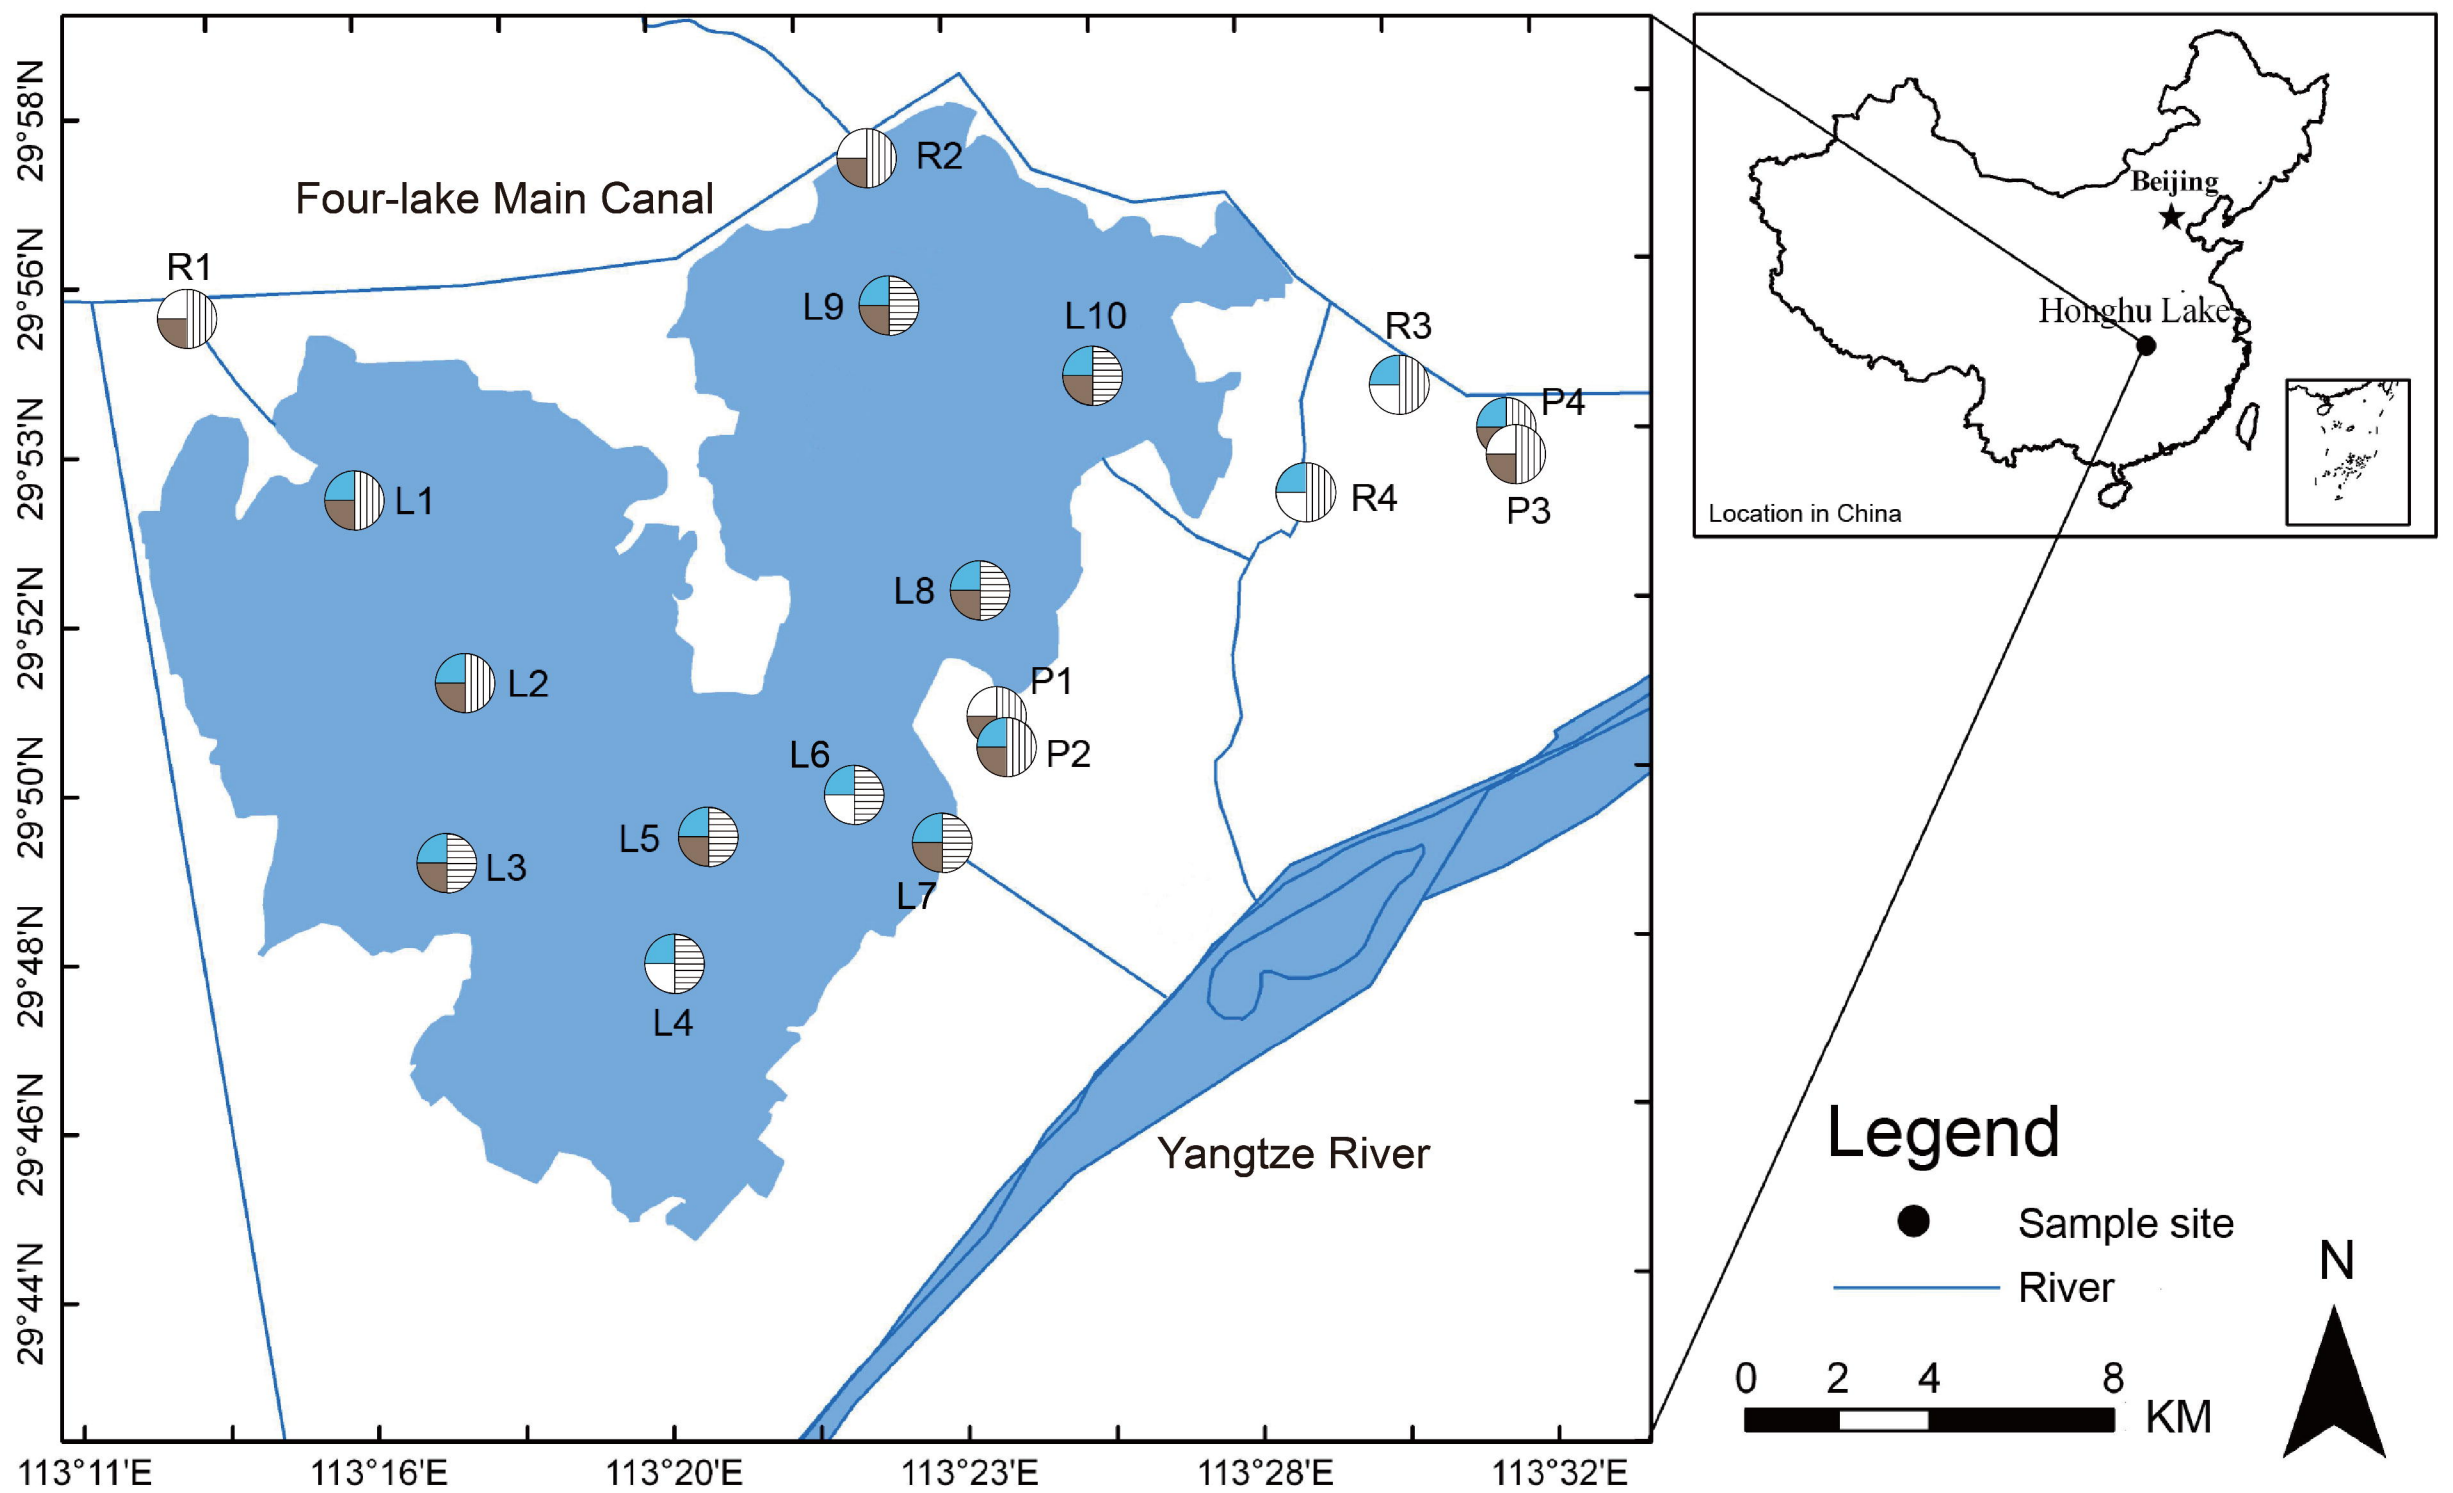 29°58'N
29°56'N
29°53'N
29°52'N
29°50'N
29°48'N
29°46'N
29°44'N
113°11'E
113°16'E
113°20'E
113°23'E
113°28'E
113°32'E
Four-lake Main Canal
R2
R1
L9
L10
R3
P4
P3
R4
L1
L8
L2
P1
P2
L6
L5
L3
L7
L4
Yangtze River
Beijing
Honghu Lake
Location in China
Legend
Sample site
River
N
0 2 4 8
KM